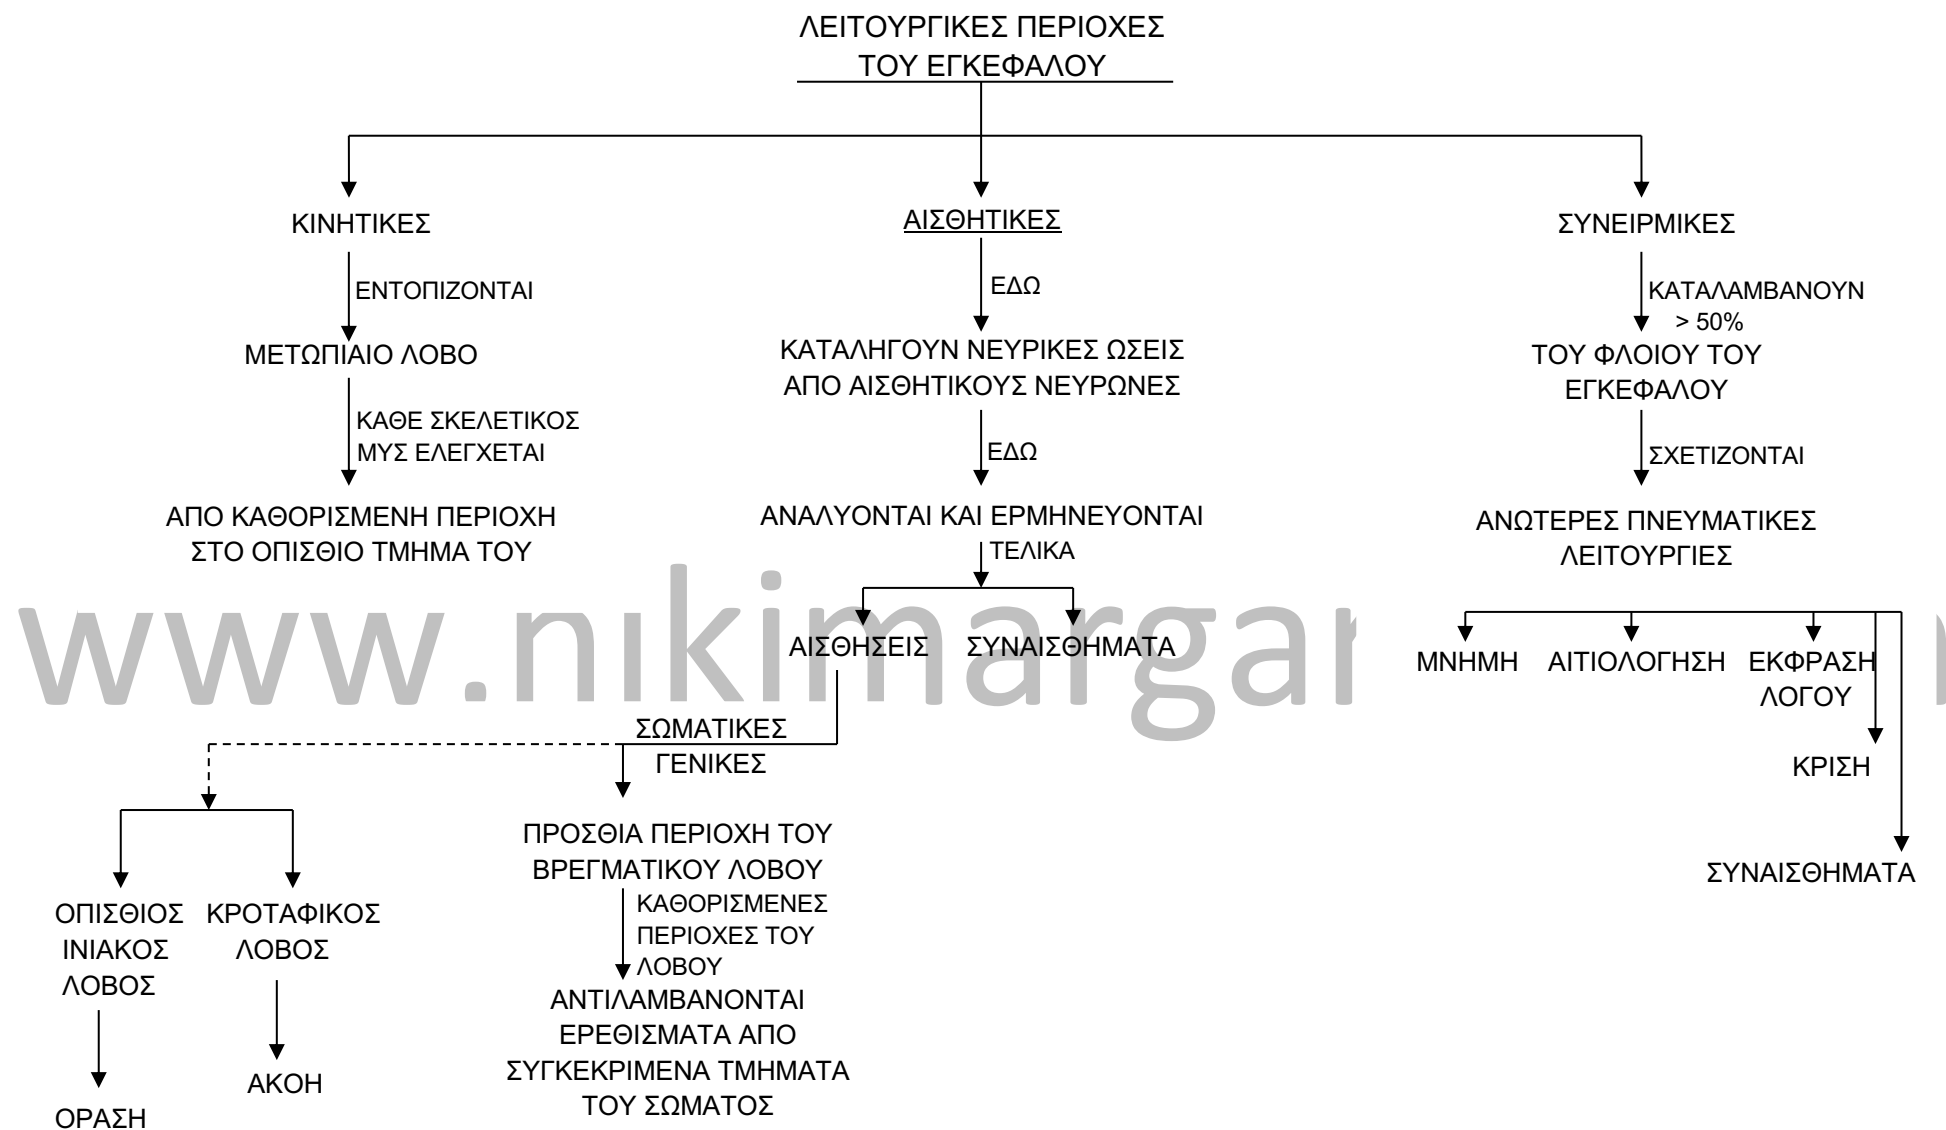 ΛΕΙΤΟΥΡΓΙΚΕΣ ΠΕΡΙΟΧΕΣ
ΤΟΥ ΕΓΚΕΦΑΛΟΥ
ΚΙΝΗΤΙΚΕΣ
ΕΝΤΟΠΙΖΟΝΤΑΙ
ΜΕΤΩΠΙΑΙΟ ΛΟΒΟ
ΚΑΘΕ ΣΚΕΛΕΤΙΚΟΣ
ΜΥΣ ΕΛΕΓΧΕΤΑΙ
ΑΠΟ ΚΑΘΟΡΙΣΜΕΝΗ ΠΕΡΙΟΧΗ
ΣΤΟ ΟΠΙΣΘΙΟ ΤΜΗΜΑ ΤΟΥ
ΑΙΣΘΗΤΙΚΕΣ
ΕΔΩ
ΚΑΤΑΛΗΓΟΥΝ ΝΕΥΡΙΚΕΣ ΩΣΕΙΣ
ΑΠΟ ΑΙΣΘΗΤΙΚΟΥΣ ΝΕΥΡΩΝΕΣ
ΕΔΩ
ΑΝΑΛΥΟΝΤΑΙ ΚΑΙ ΕΡΜΗΝΕΥΟΝΤΑΙ
ΤΕΛΙΚΑ
ΑΙΣΘΗΣΕΙΣ
ΣΥΝΑΙΣΘΗΜΑΤΑ
ΣΩΜΑΤΙΚΕΣ
ΓΕΝΙΚΕΣ
ΠΡΟΣΘΙΑ ΠΕΡΙΟΧΗ ΤΟΥ
ΒΡΕΓΜΑΤΙΚΟΥ ΛΟΒΟΥ
ΚΑΘΟΡΙΣΜΕΝΕΣ
ΠΕΡΙΟΧΕΣ ΤΟΥ
ΛΟΒΟΥ
ΑΝΤΙΛΑΜΒΑΝΟΝΤΑΙ
ΕΡΕΘΙΣΜΑΤΑ ΑΠΟ
ΣΥΓΚΕΚΡΙΜΕΝΑ ΤΜΗΜΑΤΑ
ΤΟΥ ΣΩΜΑΤΟΣ
ΟΠΙΣΘΙΟΣ
ΙΝΙΑΚΟΣ
ΛΟΒΟΣ
ΟΡΑΣΗ
ΚΡΟΤΑΦΙΚΟΣ
ΛΟΒΟΣ
ΑΚΟΗ
ΣΥΝΕΙΡΜΙΚΕΣ
ΚΑΤΑΛΑΜΒΑΝΟΥΝ
> 50%
ΤΟΥ ΦΛΟΙΟΥ ΤΟΥ
ΕΓΚΕΦΑΛΟΥ
ΣΧΕΤΙΖΟΝΤΑΙ
ΑΝΩΤΕΡΕΣ ΠΝΕΥΜΑΤΙΚΕΣ
ΛΕΙΤΟΥΡΓΙΕΣ
ΜΝΗΜΗ
ΑΙΤΙΟΛΟΓΗΣΗ
ΕΚΦΡΑΣΗ
ΛΟΓΟΥ
ΚΡΙΣΗ
ΣΥΝΑΙΣΘΗΜΑΤΑ
www.nikimargar